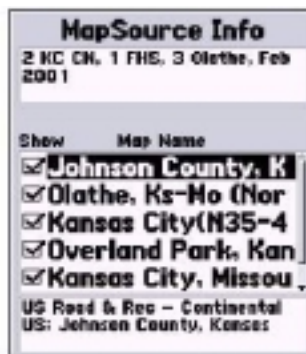 MapSource Info
2 KC CN, 1 FHS, 3 Olathe, Feb
2001
Show Map Name
Johnson County, K
Olathe, Ks-Mo (Nor
Kansas City(N35-4
Overland Park, Kan
Kansas City, Missou
US Road & Rec - Continental
US: Johnson County, Kansas